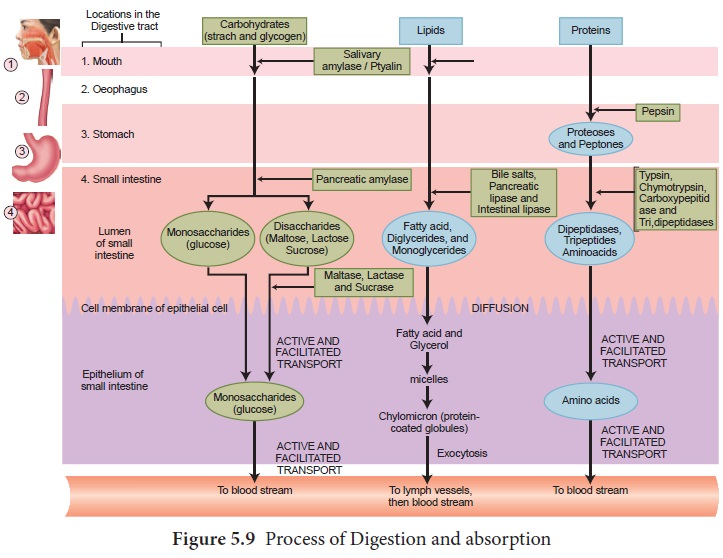 Locations in the
Digestive tract
Carbohydrates
(strach and glycogen)
Lipids
Proteins
1
1. Mouth
Salivary
amylase / Ptyalin
2
2. Oeophagus
3
3. Stomach
Pepsin
Proteoses
and Peptones
4
4. Small intestine
Pancreatic amylase
Bile salts,
Pancreatic
lipase and
Intestinal lipase
Typsin,
Chymotrypsin,
Carboxypepitid
ase and
Tri,dipeptidases
Lumen
of small
intestine
Monosaccharides
(glucose)
Disaccharides
(Maltose, Lactose
Sucrose)
Fatty acid,
Diglycerides, and
Monoglycerides
Dipeptidases,
Tripeptides
Aminoacids
Maltase, Lactase
and Sucrase
Cell membrane of epithelial cell
DIFFUSION
ACTIVE AND
FACILITATED
TRANSPORT
Fatty acid and
Glycerol
ACTIVE AND
FACILITATED
TRANSPORT
Epithelium of
small intestine
micelles
Monosaccharides
(glucose)
Chylomicron (protein-
coated globules)
Amino acids
ACTIVE AND
FACILITATED
TRANSPORT
Exocytosis
ACTIVE AND
FACILITATED
TRANSPORT
To blood stream
To lymph vessels,
then blood stream
To blood stream
Figure 5.9 Process of Digestion and absorption